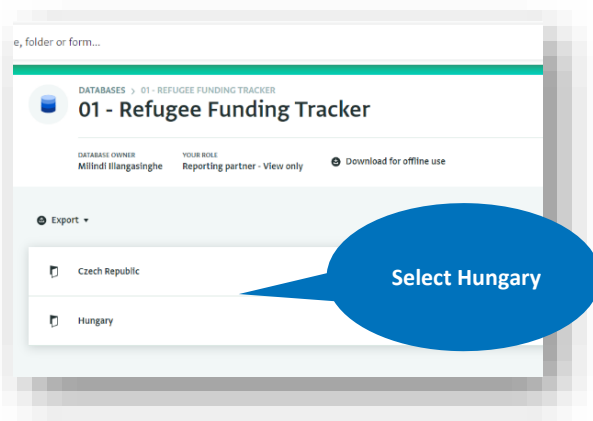 e, folder or form...
DATABASES > 01 - REFUGEE FUNDING TRACKER
01 - Refugee Funding Tracker
DATABASE OWNER
Milindi Illangasinghe
YOUR ROLE
Reporting partner - View only
Download for offline use
Export
Czech Republic
Select Hungary
Hungary